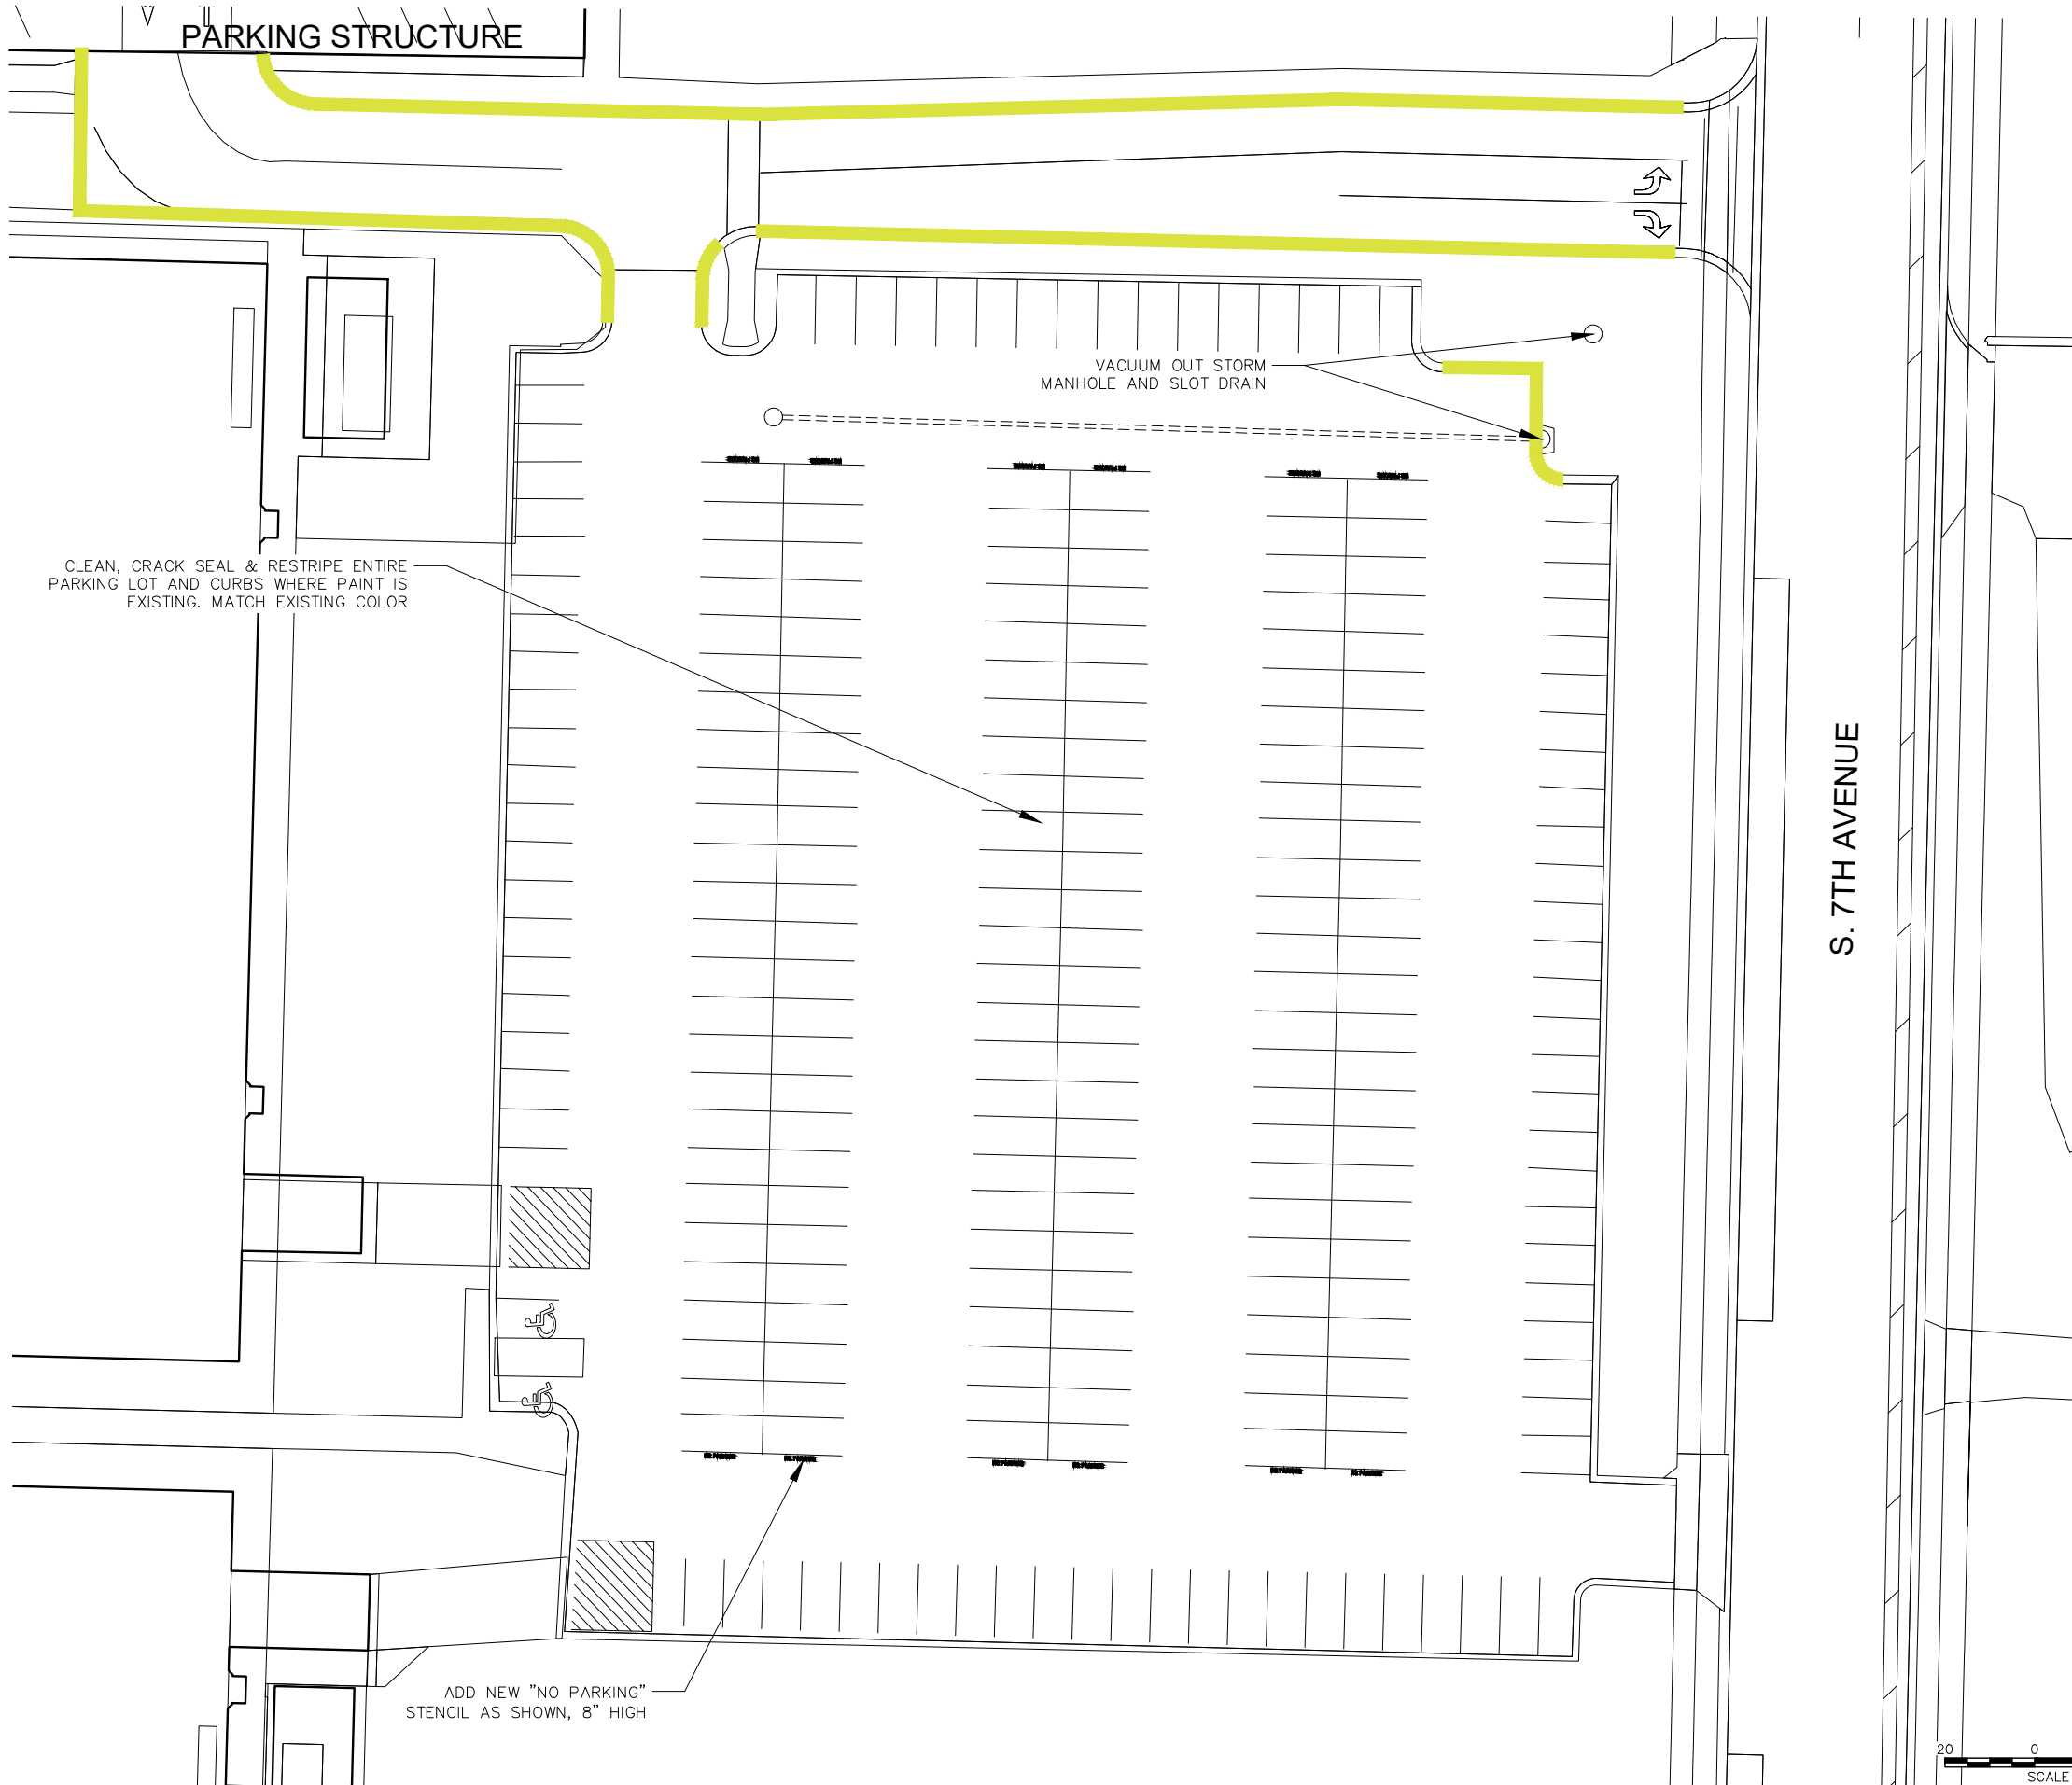 PARKING STRUCTURE
VACUUM OUT STORM
MANHOLE AND SLOT DRAIN
CLEAN, CRACK SEAL & RESTRIPE ENTIRE
PARKING LOT AND CURBS WHERE PAINT IS
EXISTING. MATCH EXISTING COLOR
S. 7TH AVENUE
ADD NEW "NO PARKING"
STENCIL AS SHOWN, 8" HIGH
20 0
SCALE